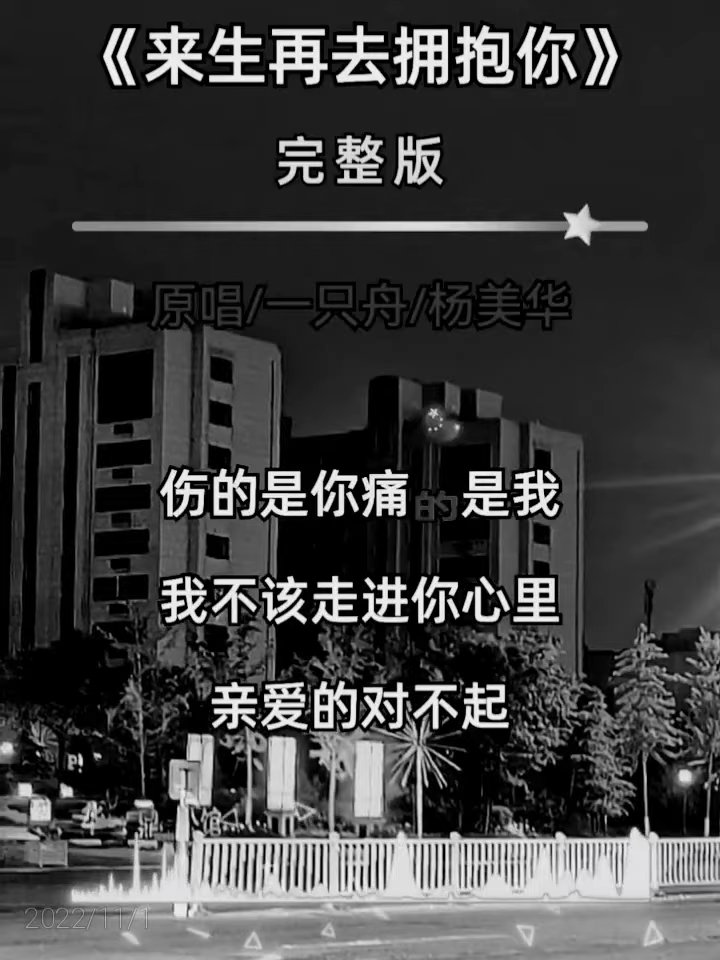 《来生再去拥抱你》
完整版
原唱/一只舟/杨美华
伤的是你痛的是我
我不该走进你心里
亲爱的对不起
2022/11/1